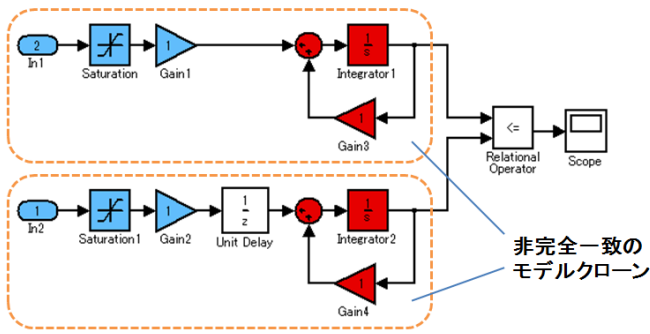 2
In1
Saturation
1
Gain1
1
s
Integrator1
1
Gain3
<=
Relational
Operator
Scope
1
In2
Saturation1
1
Gain2
1
z
Unit Delay
1
s
Integrator2
1
Gain4
非完全一致の
モデルクローン